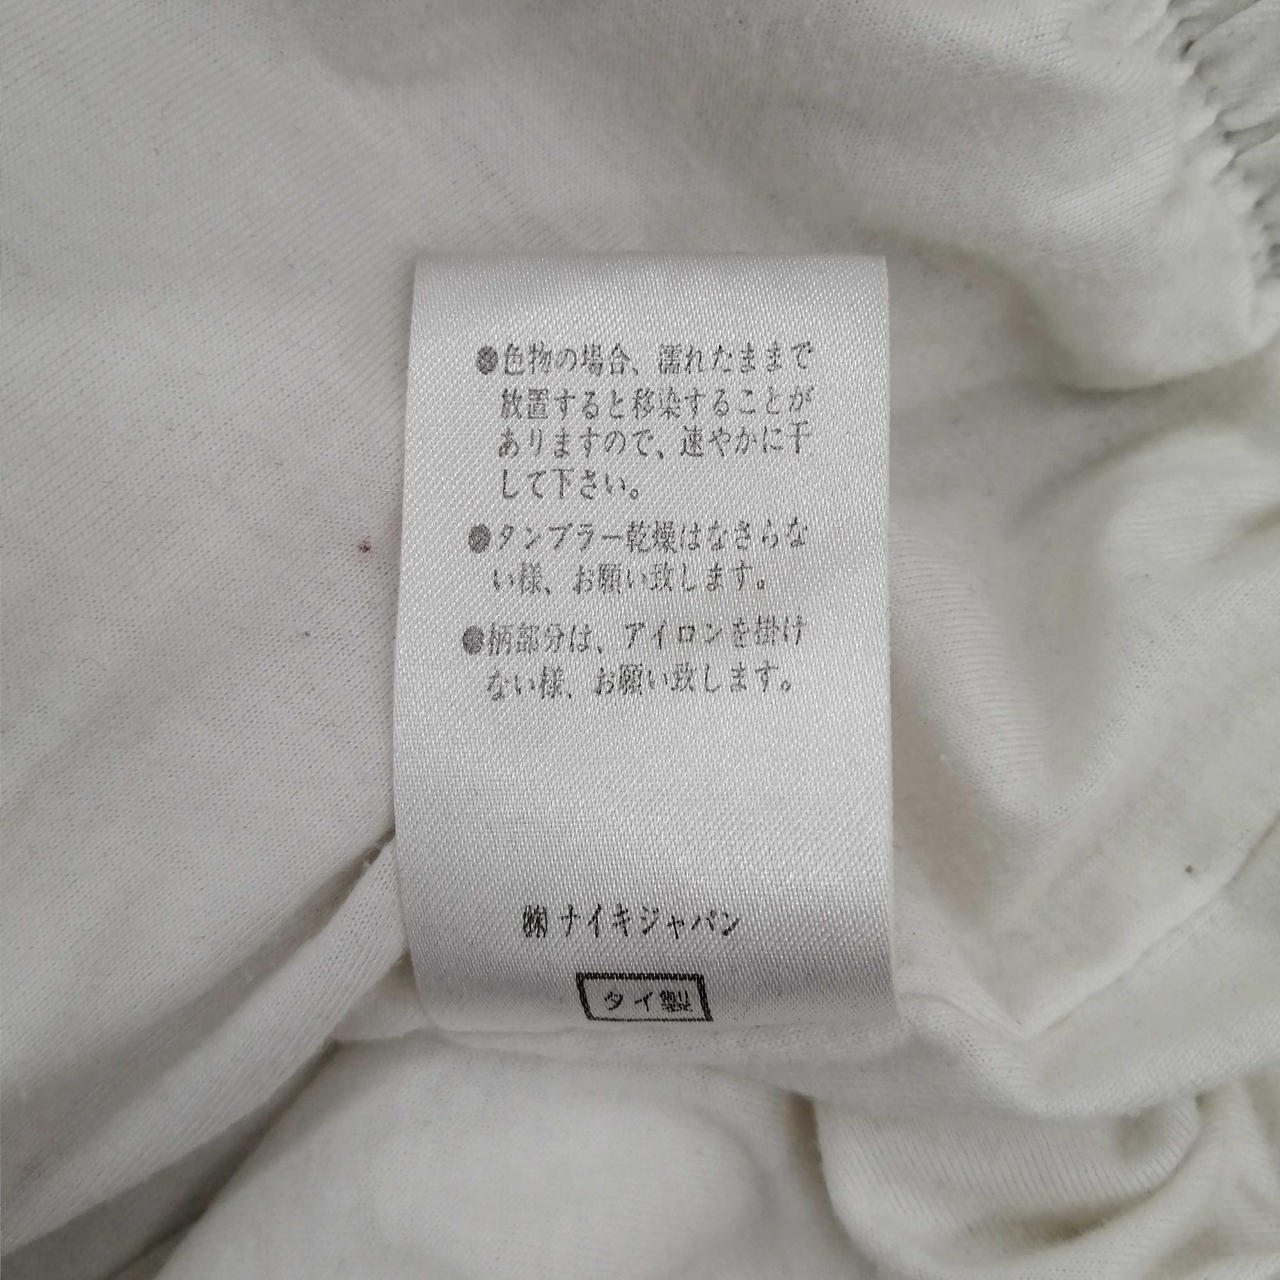 ●色物の場合、濡れたままで
放置すると移染することが
ありますので、速やかに干
して下さい。
●タンブラー乾燥はなさらな
い様、お願い致します。
●柄部分は、アイロンを掛け
ない様、お願い致します。
㈱ナイキジャパン
タイ製